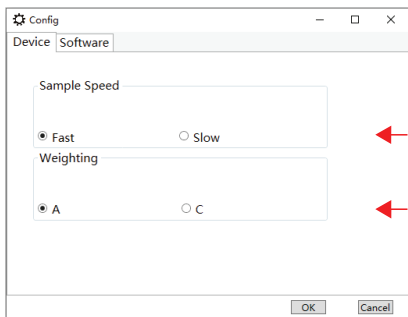 Config
Device Software
Sample Speed
Fast Slow
Weighting
A C
OK Cancel